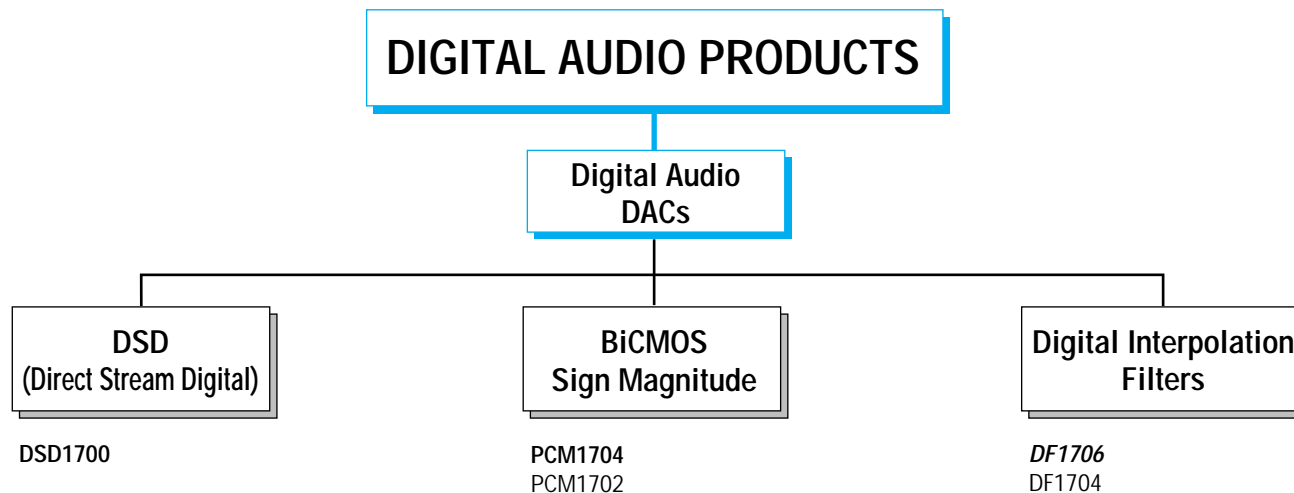 DIGITAL AUDIO PRODUCTS
Digital Audio
DACs
DSD
(Direct Stream Digital)
DSD1700
BiCMOS
Sign Magnitude
PCM1704
PCM1702
Digital Interpolation
Filters
DF1706
DF1704